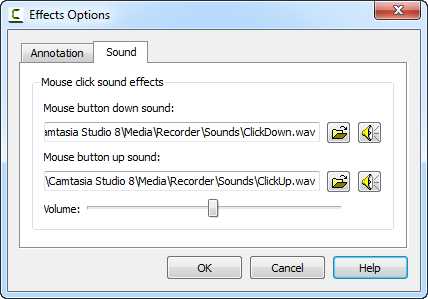 Effects Options
Annotation Sound
Mouse click sound effects
Mouse button down sound:
amtasia Studio 8\Media\Recorder\Sounds\ClickDown.wav
Mouse button up sound:
\Camtasia Studio 8\Media\Recorder\Sounds\ClickUp.wav
Volume:
OK Cancel Help